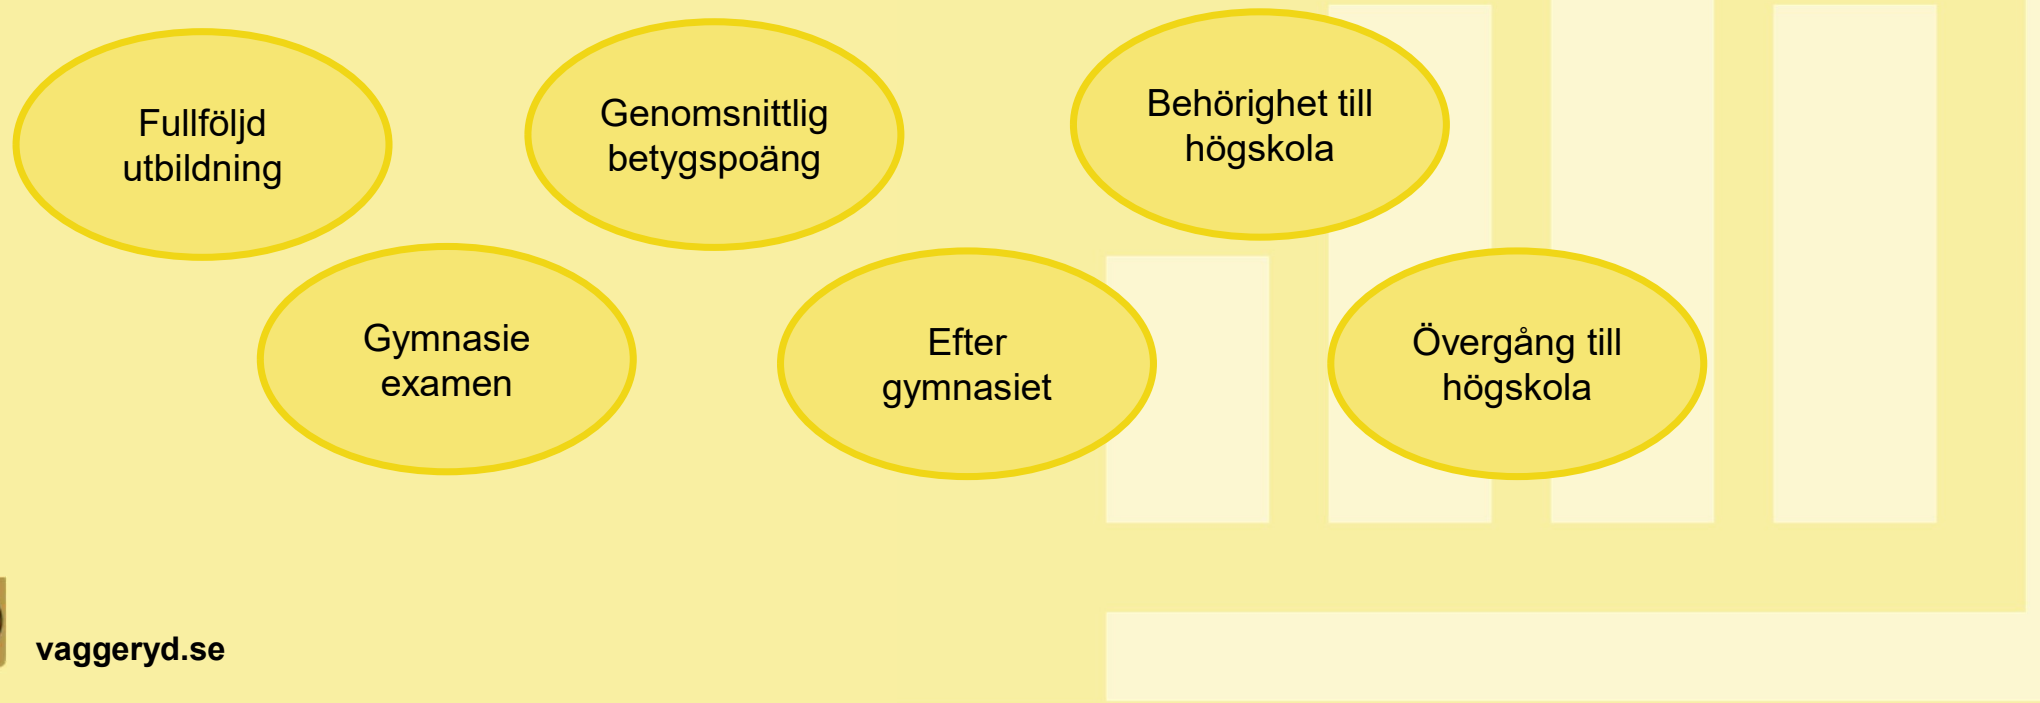 Fullföljd
utbildning
Genomsnittlig
betygspoäng
Behörighet till
högskola
Gymnasie
examen
Efter
gymnasiet
Övergång till
högskola
vaggeryd.se